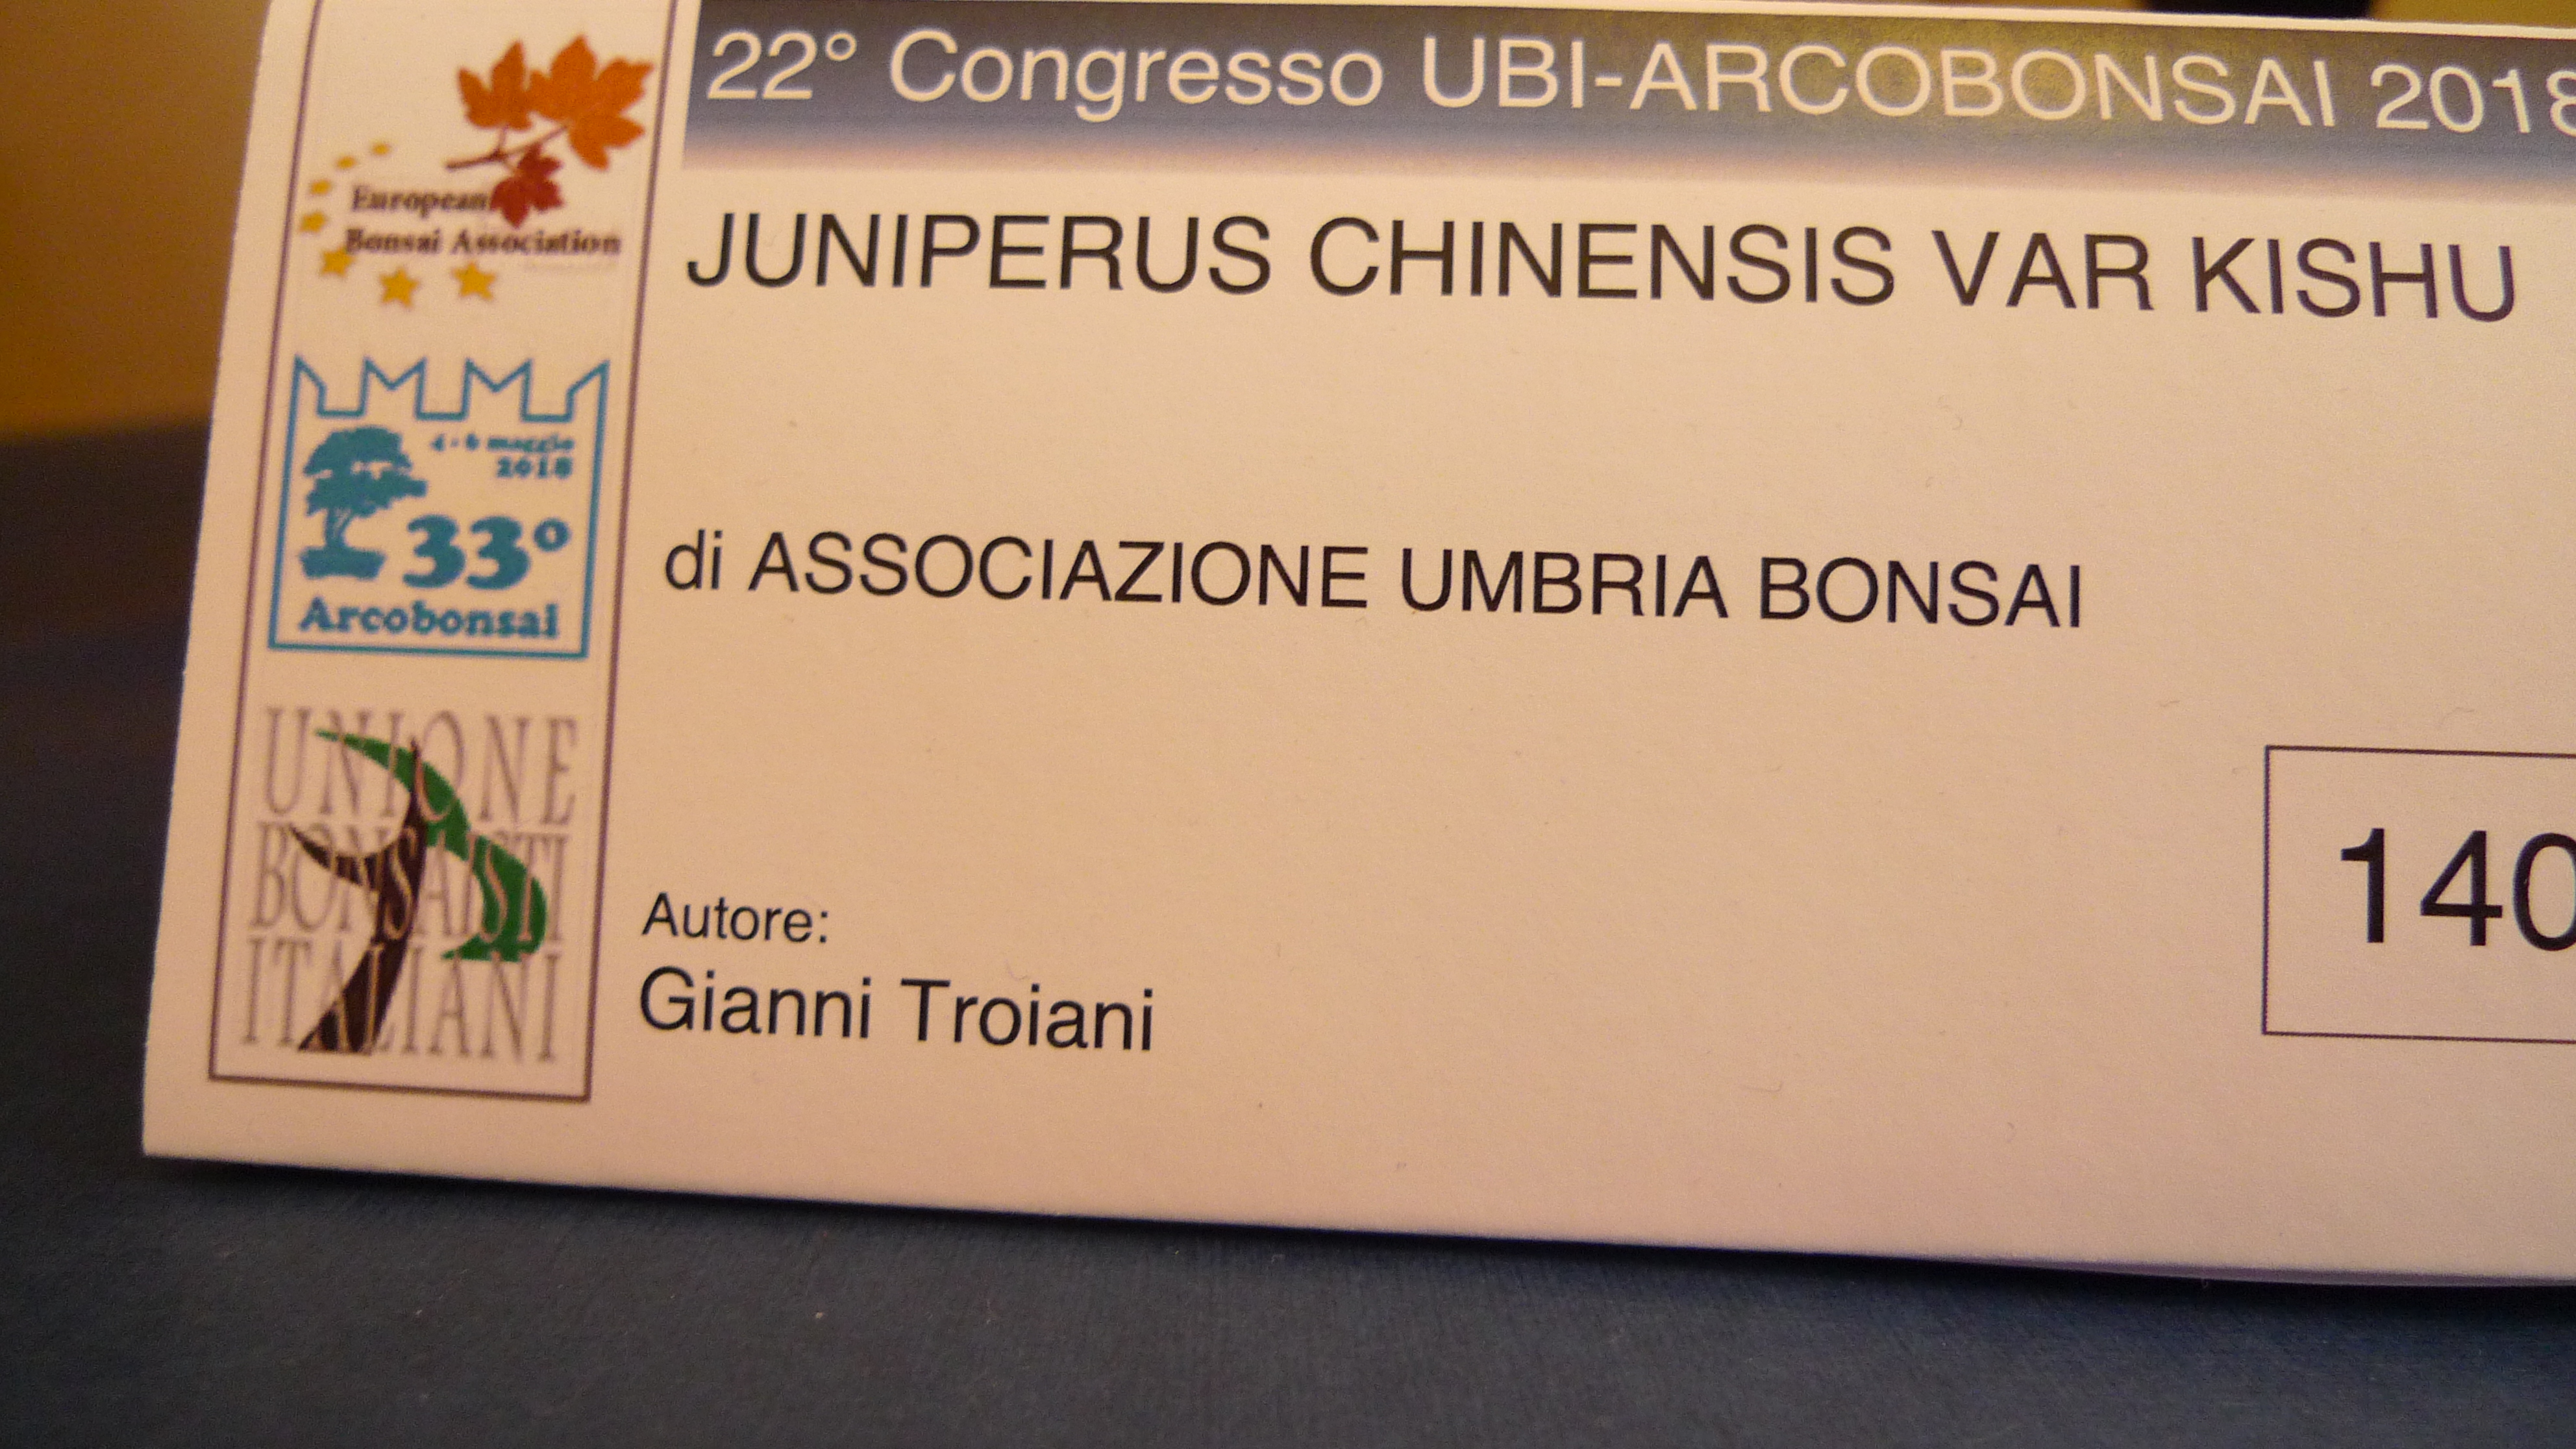 22° Congresso UBI-ARCOBONSAI 2018
JUNIPERUS CHINENSIS VAR KISHU
di ASSOCIAZIONE UMBRIA BONSAI
Autore:
Gianni Troiani
140
European
Bonsai Association
4 - 6 maggio
2018
33°
Arcobonsai
UNIONE
BONSAISTI
ITALIANI